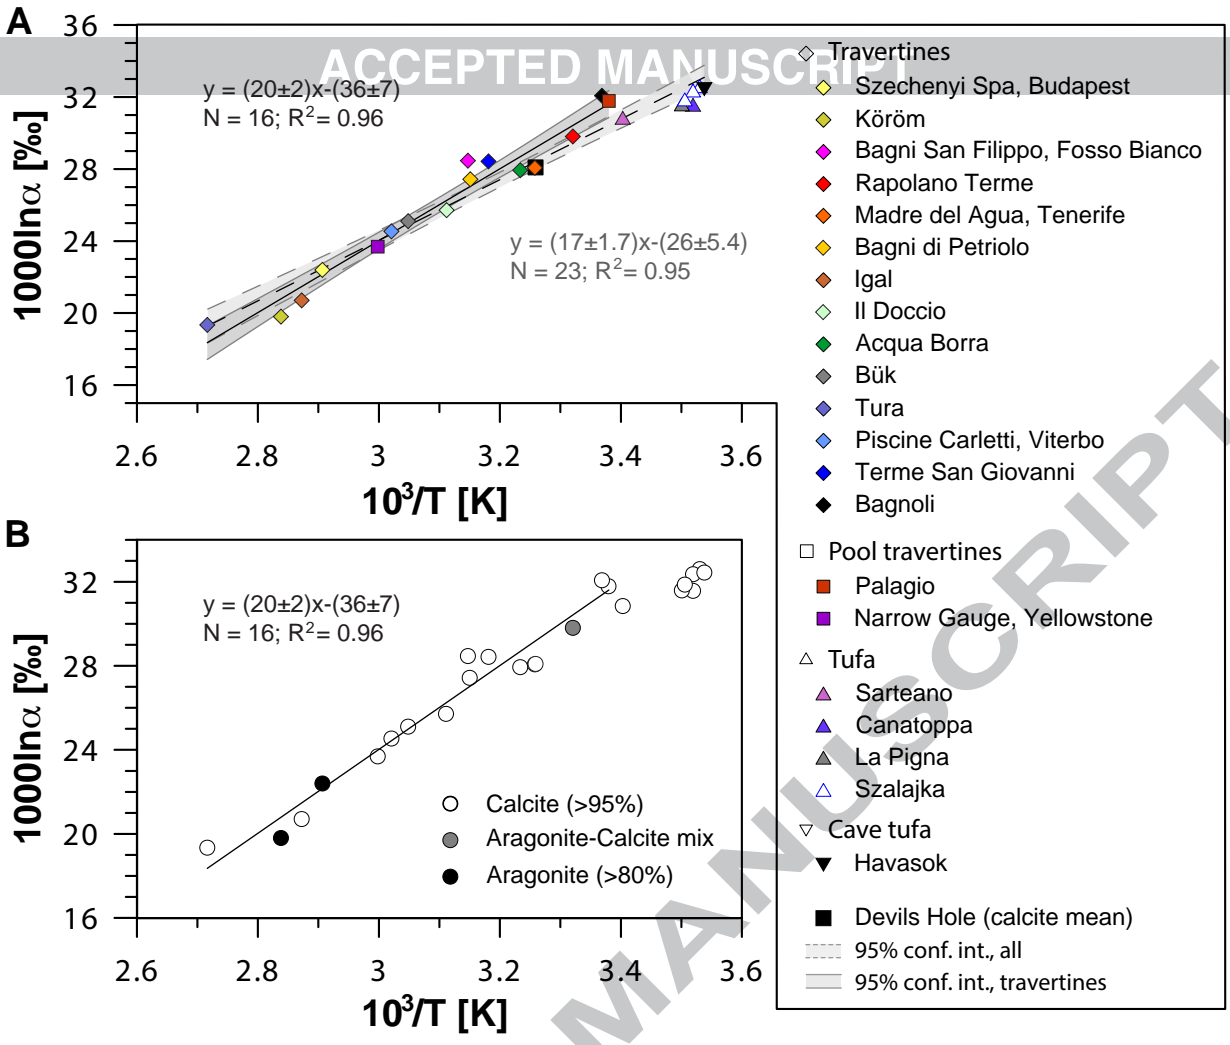 A
ACCEPTED MANUSCRIPT
36
32
28
24
20
16
1000lnα [‰]
y = (20±2)x-(36±7)
N = 16; R²= 0.96
y = (17±1.7)x-(26±5.4)
N = 23; R²= 0.95
2.6 2.8 3 3.2 3.4 3.6
10³/T [K]
B
32
28
24
20
16
1000lnα [‰]
y = (20±2)x-(36±7)
N = 16; R²= 0.96
Calcite (>95%)
Aragonite-Calcite mix
Aragonite (>80%)
2.6 2.8 3 3.2 3.4 3.6
10³/T [K]
Travertines
Szechenyi Spa, Budapest
Köröm
Bagni San Filippo, Fosso Bianco
Rapolano Terme
Madre del Agua, Tenerife
Bagni di Petriolo
Igal
Il Doccio
Acqua Borra
Bük
Tura
Piscine Carletti, Viterbo
Terme San Giovanni
Bagnoli
Pool travertines
Palagio
Narrow Gauge, Yellowstone
Tufa
Sarteano
Canatoppa
La Pigna
Szalajka
Cave tufa
Havasok
Devils Hole (calcite mean)
95% conf. int., all
95% conf. int., travertines
MANUSCRIPT